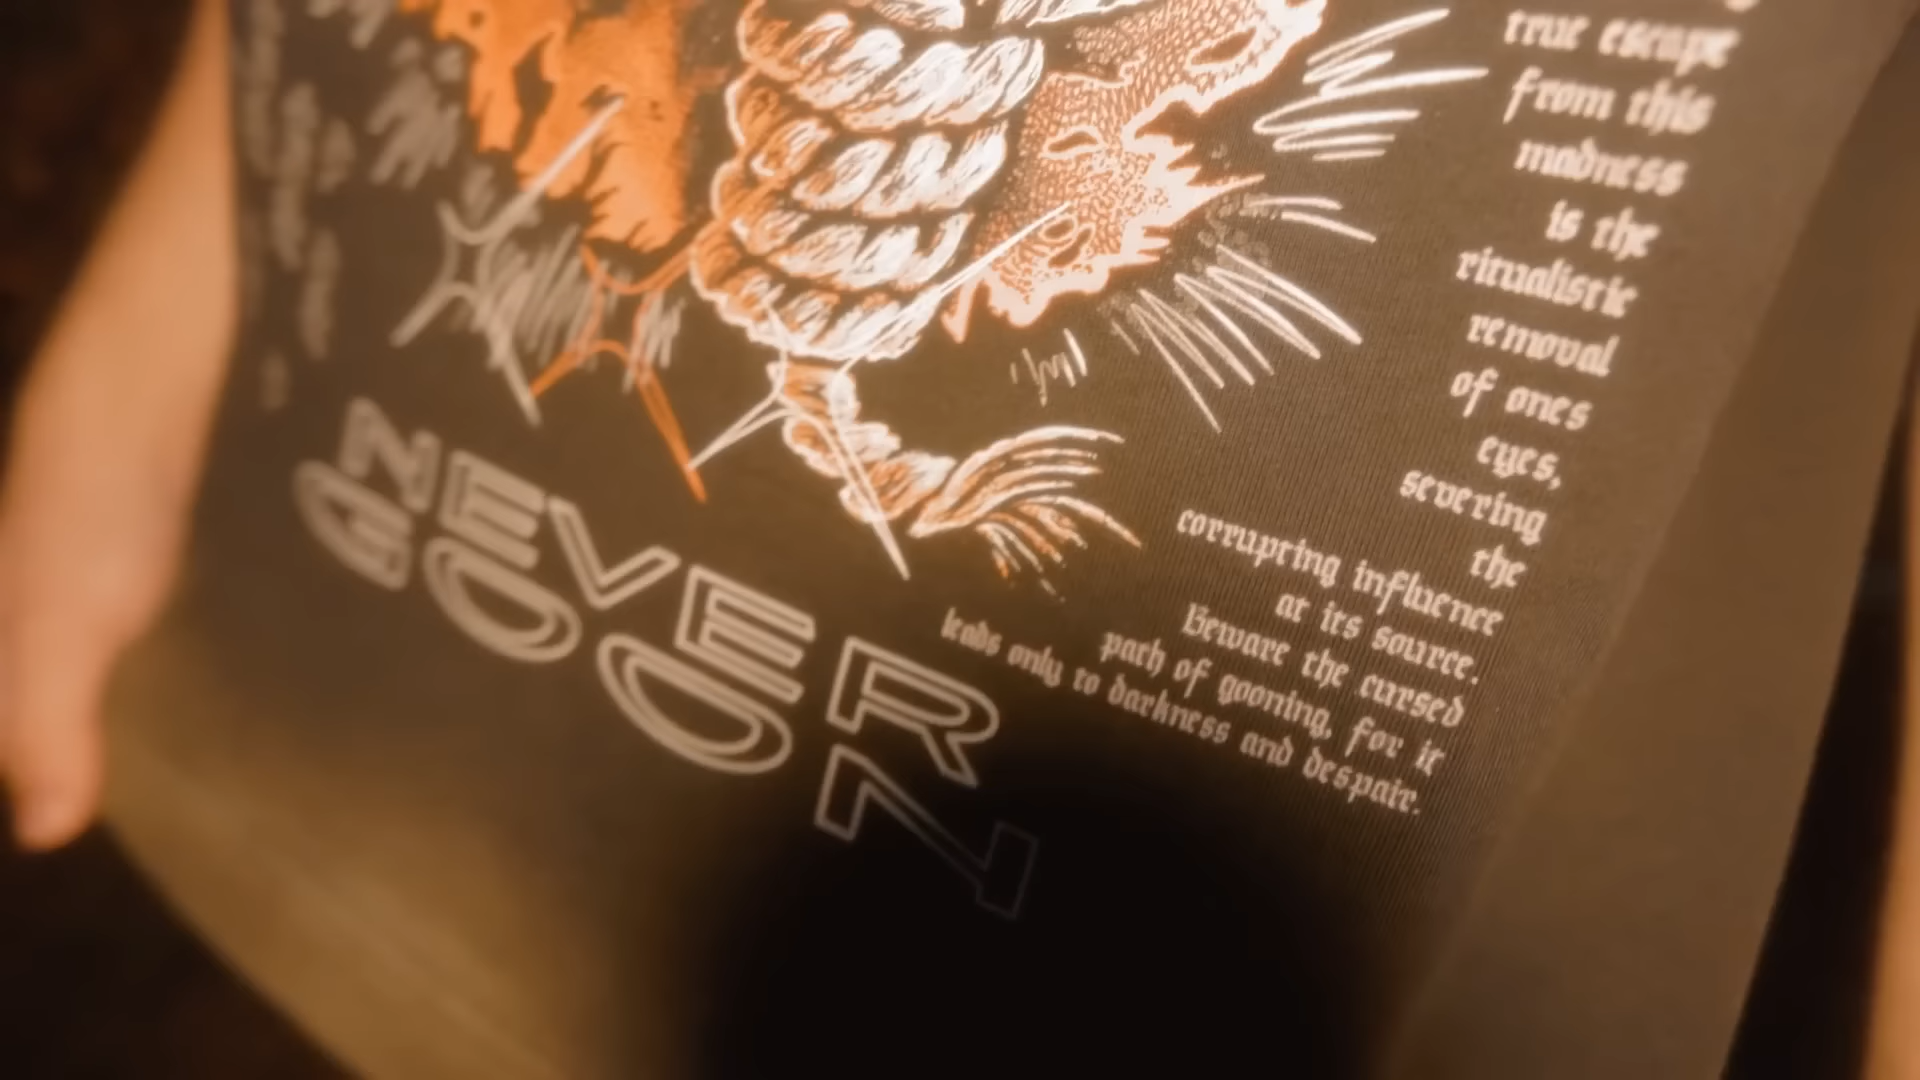 true escape
from this
madness
is the
ritualistic
removal
of ones
eyes,
severing
the
corrupting influence
at its source.
Beware the cursed
path of gooning, for it
leads only to darkness and despair.
NEVER
GOON